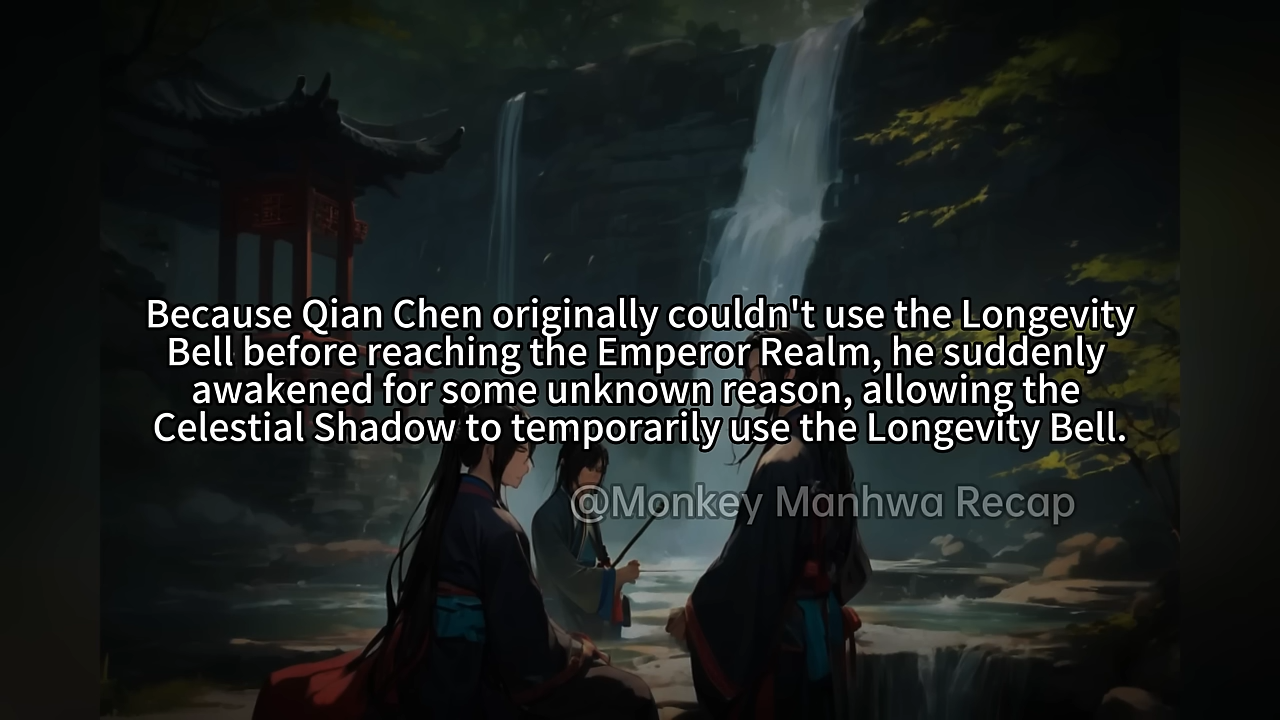 Because Qian Chen originally couldn't use the Longevity
Bell before reaching the Emperor Realm, he suddenly
awakened for some unknown reason, allowing the
Celestial Shadow to temporarily use the Longevity Bell.
@Monkey Manhwa Recap